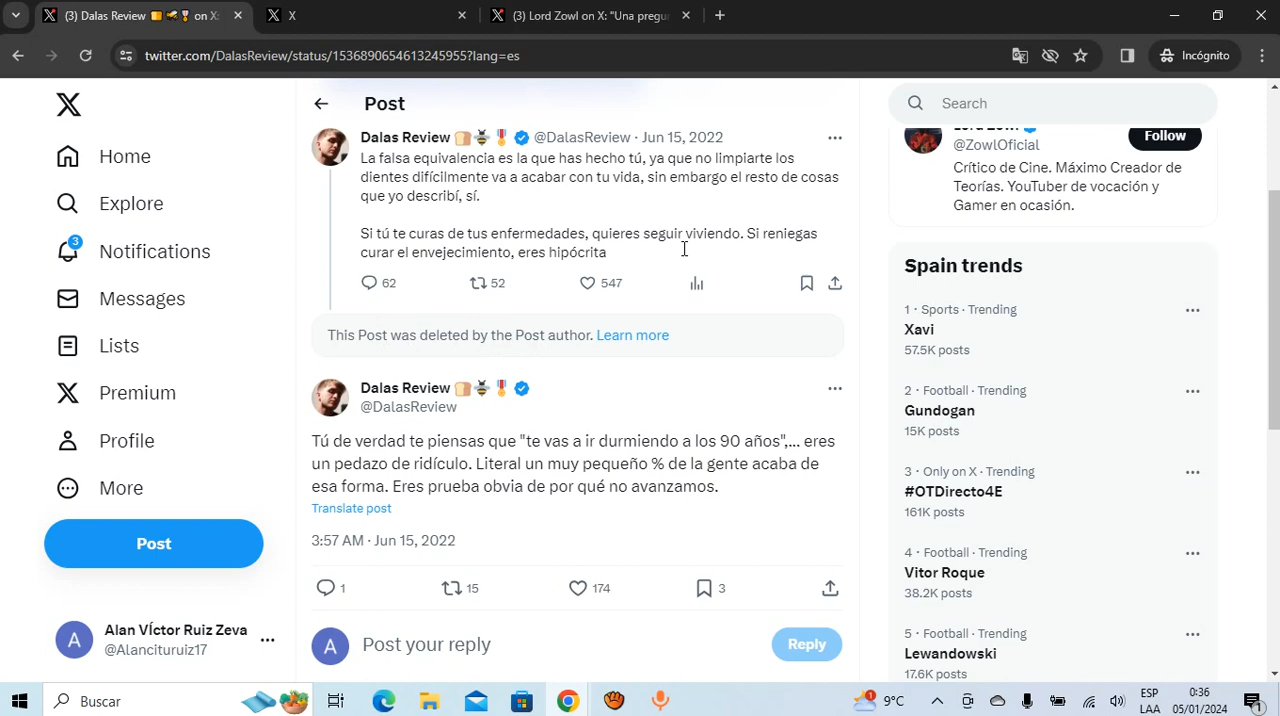 (3) Dalas Review on X
X
(3) Lord Zowl on X: "Una pregu
twitter.com/DalasReview/status/1536890654613245955?lang=es
Incógnito
Home
Explore
3
Notifications
Messages
Lists
Premium
Profile
More
Post
Alan VÍctor Ruiz Zeva
@Alancituruiz17
Post
Dalas Review @DalasReview · Jun 15, 2022
La falsa equivalencia es la que has hecho tú, ya que no limpiarte los
dientes difícilmente va a acabar con tu vida, sin embargo el resto de cosas
que yo describí, sí.
Si tú te curas de tus enfermedades, quieres seguir viviendo. Si reniegas
curar el envejecimiento, eres hipócrita
62 52 547
This Post was deleted by the Post author. Learn more
Dalas Review
@DalasReview
Tú de verdad te piensas que "te vas a ir durmiendo a los 90 años",... eres
un pedazo de ridículo. Literal un muy pequeño % de la gente acaba de
esa forma. Eres prueba obvia de por qué no avanzamos.
Translate post
3:57 AM · Jun 15, 2022
1 15 174 3
A Post your reply Reply
Search
Lord Zowl
@ZowlOficial
Follow
Crítico de Cine. Máximo Creador de
Teorías. YouTuber de vocación y
Gamer en ocasión.
Spain trends
1 · Sports · Trending
Xavi
57.5K posts
2 · Football · Trending
Gundogan
15K posts
3 · Only on X · Trending
#OTDirecto4E
161K posts
4 · Football · Trending
Vitor Roque
38.2K posts
5 · Football · Trending
Lewandowski
17.6K posts
Buscar
1
9°C
ESP
LAA
0:36
05/01/2024
1